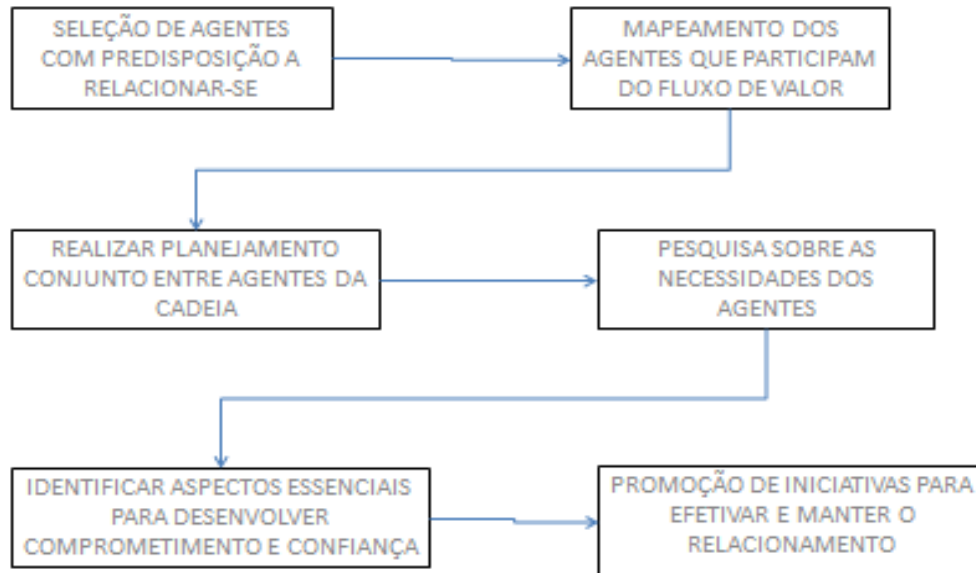 SELEÇÃO DE AGENTES
COM PREDISPOSIÇÃO A
RELACIONAR-SE
MAPEAMENTO DOS
AGENTES QUE PARTICIPAM
DO FLUXO DE VALOR
REALIZAR PLANEJAMENTO
CONJUNTO ENTRE AGENTES DA
CADEIA
PESQUISA SOBRE AS
NECESSIDADES DOS
AGENTES
IDENTIFICAR ASPECTOS ESSENCIAIS
PARA DESENVOLVER
COMPROMETIMENTO E CONFIANÇA
PROMOÇÃO DE INICIATIVAS PARA
EFETIVAR E MANTER O
RELACIONAMENTO